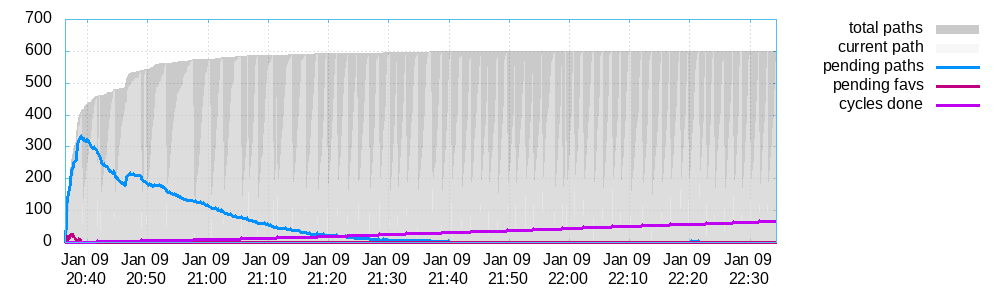 700
600
500
400
300
200
100
0
Jan 09 Jan 09 Jan 09 Jan 09 Jan 09 Jan 09 Jan 09 Jan 09 Jan 09 Jan 09 Jan 09 Jan 09
20:40 20:50 21:00 21:10 21:20 21:30 21:40 21:50 22:00 22:10 22:20 22:30
total paths
current path
pending paths
pending favs
cycles done